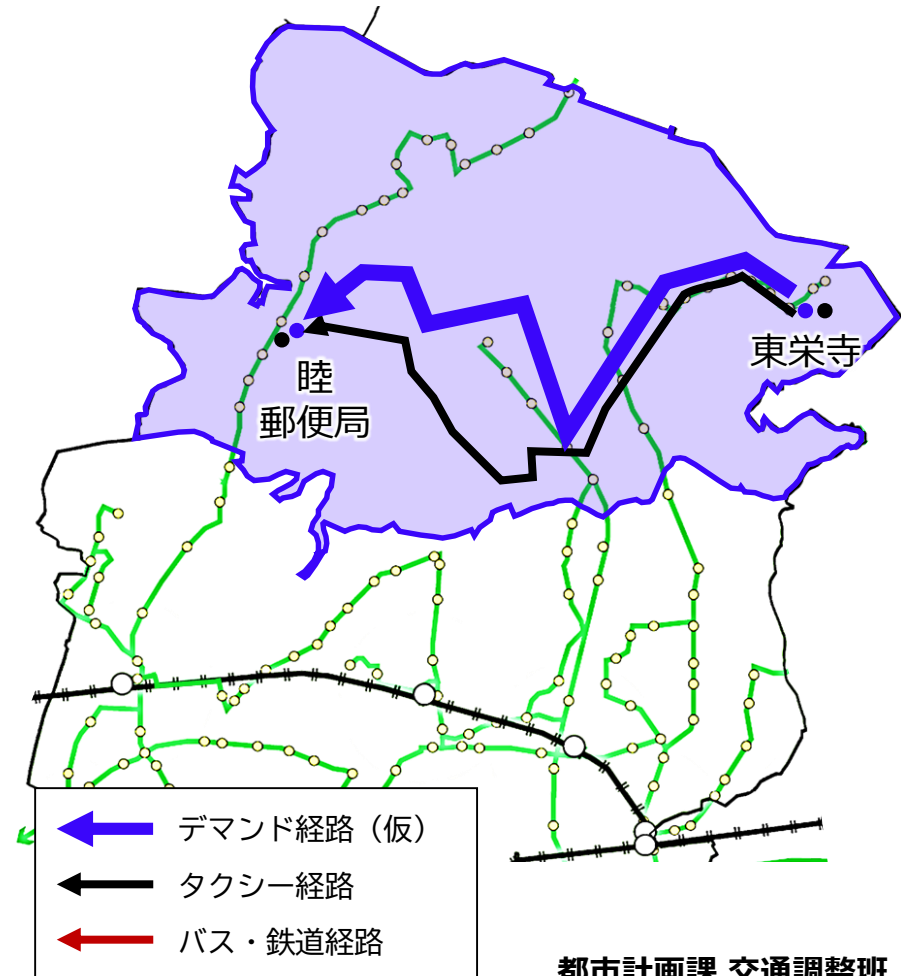 東栄寺
睦
郵便局
デマンド経路（仮）
タクシー経路
バス・鉄道経路
都市計画課 交通調整班